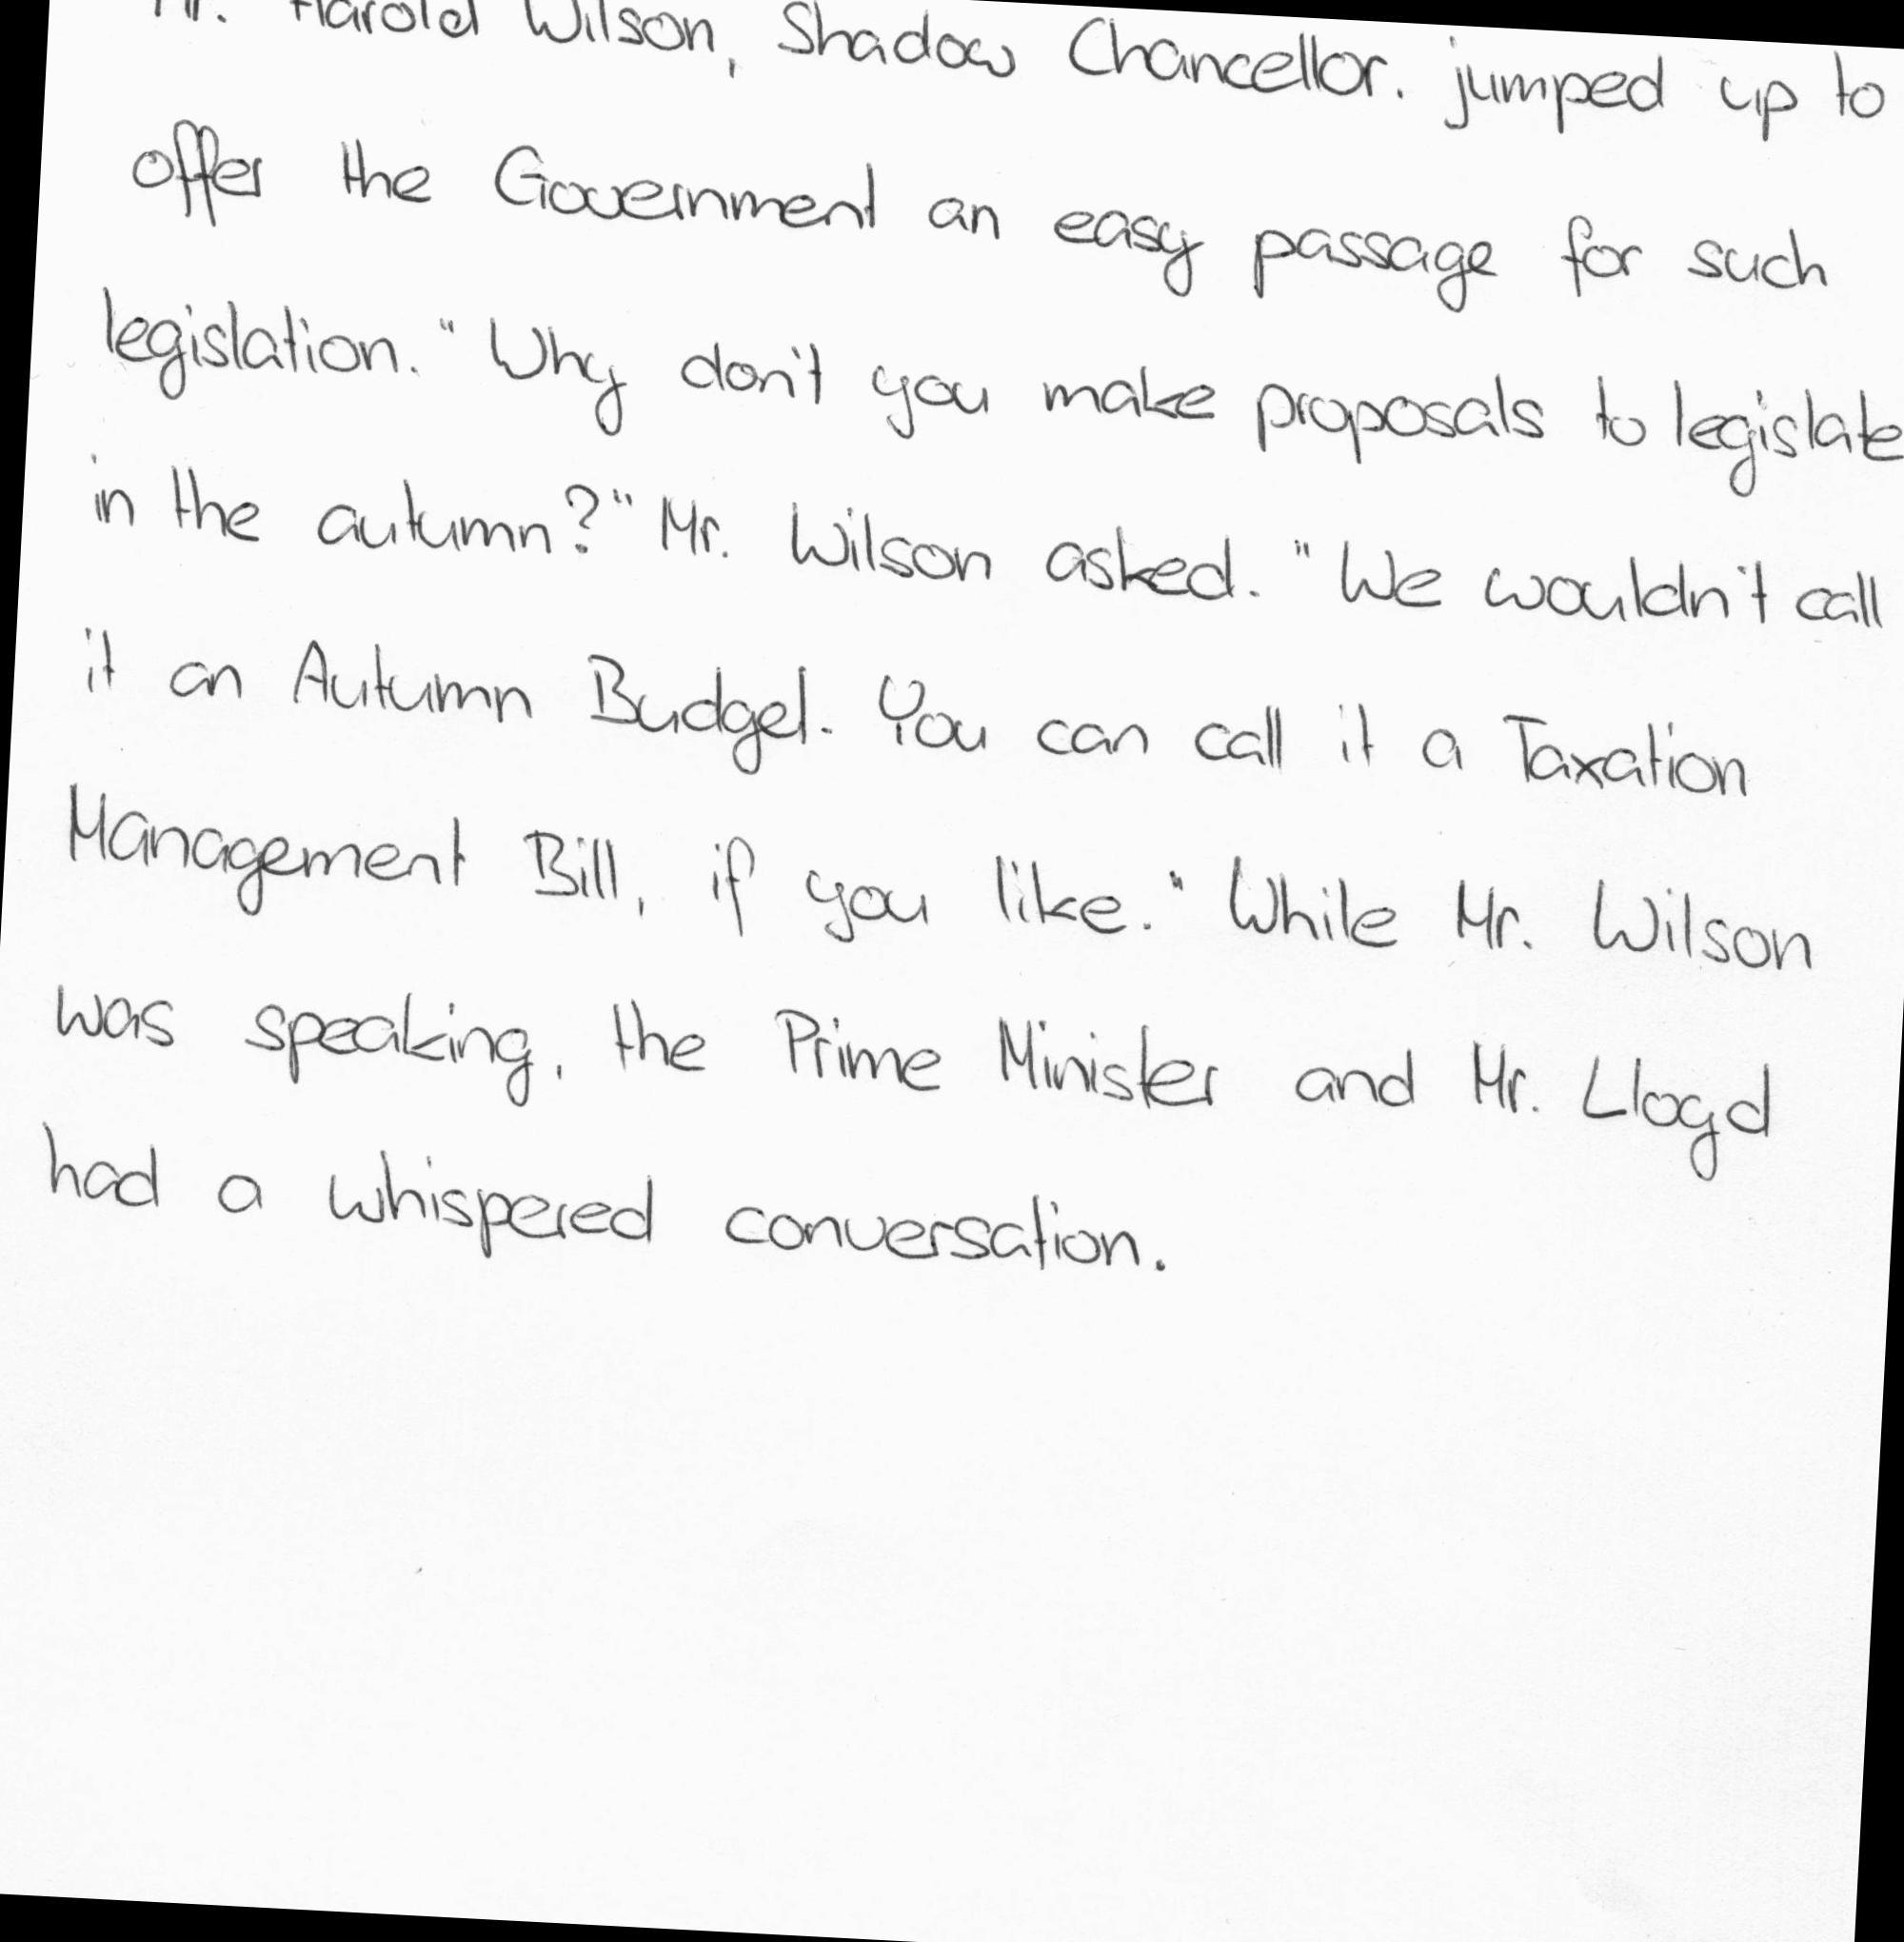 Mr. Harold Wilson, Shadow Chancellor. jumped up to
offer the Government an easy passage for such
legislation. "Why don't you make proposals to legislate
in the autumn?" Mr. Wilson asked. "We wouldn't call
it an Autumn Budget. You can call it a Taxation
Management Bill, if you like." While Mr. Wilson
was speaking, the Prime Minister and Mr. Lloyd
had a whispered conversation.